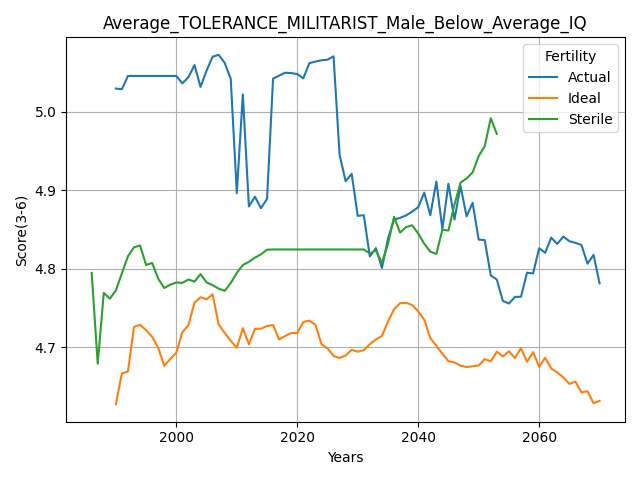 Average_TOLERANCE_MILITARIST_Male_Below_Average_IQ
Fertility
Actual
Ideal
Sterile
Score(3-6)
5.0
4.9
4.8
4.7
2000
2020
2040
2060
Years